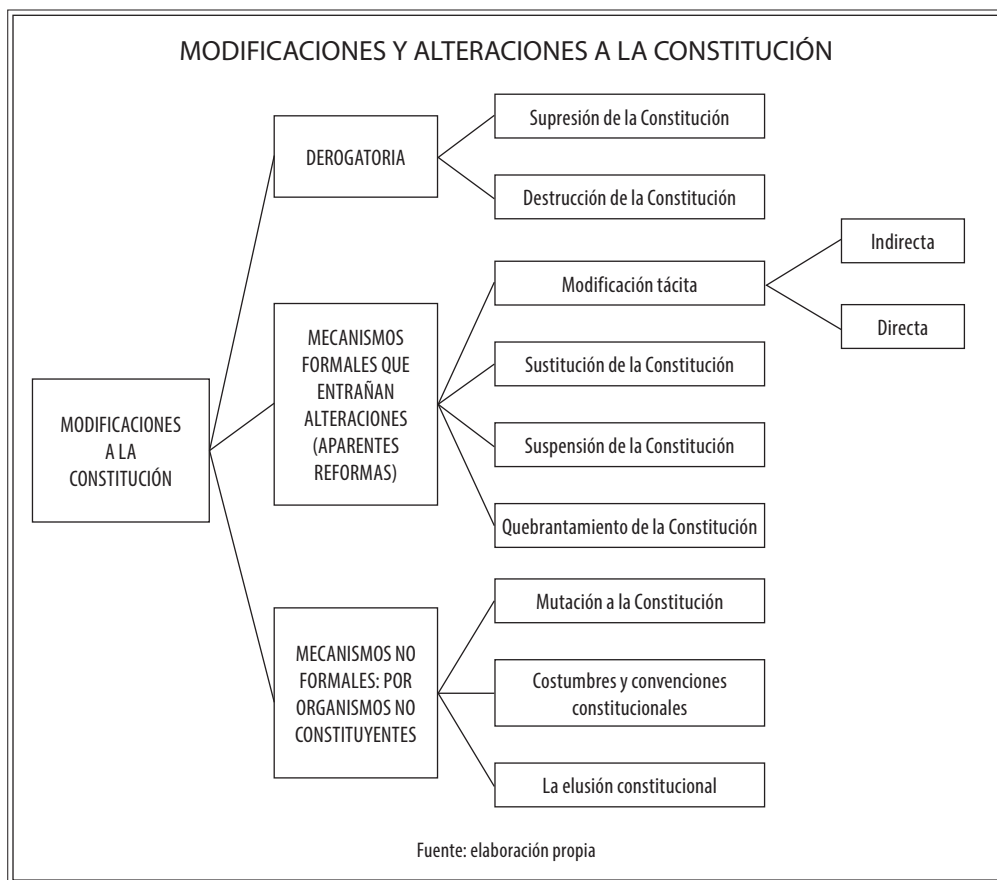 MODIFICACIONES Y ALTERACIONES A LA CONSTITUCIÓN
MODIFICACIONES
A LA
CONSTITUCIÓN
DEROGATORIA
Supresión de la Constitución
Destrucción de la Constitución
MECANISMOS
FORMALES QUE
ENTRAÑAN
ALTERACIONES
(APARENTES
REFORMAS)
Modificación tácita
Indirecta
Directa
Sustitución de la Constitución
Suspensión de la Constitución
Quebrantamiento de la Constitución
MECANISMOS NO
FORMALES: POR
ORGANISMOS NO
CONSTITUYENTES
Mutación a la Constitución
Costumbres y convenciones
constitucionales
La elusión constitucional
Fuente: elaboración propia